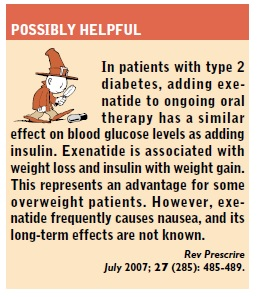 POSSIBLY HELPFUL
In patients with type 2
diabetes, adding exe-
natide to ongoing oral
therapy has a similar
effect on blood glucose levels as adding
insulin. Exenatide is associated with
weight loss and insulin with weight gain.
This represents an advantage for some
overweight patients. However, exe-
natide frequently causes nausea, and its
long-term effects are not known.
Rev Prescrire
July 2007; 27 (285): 485-489.